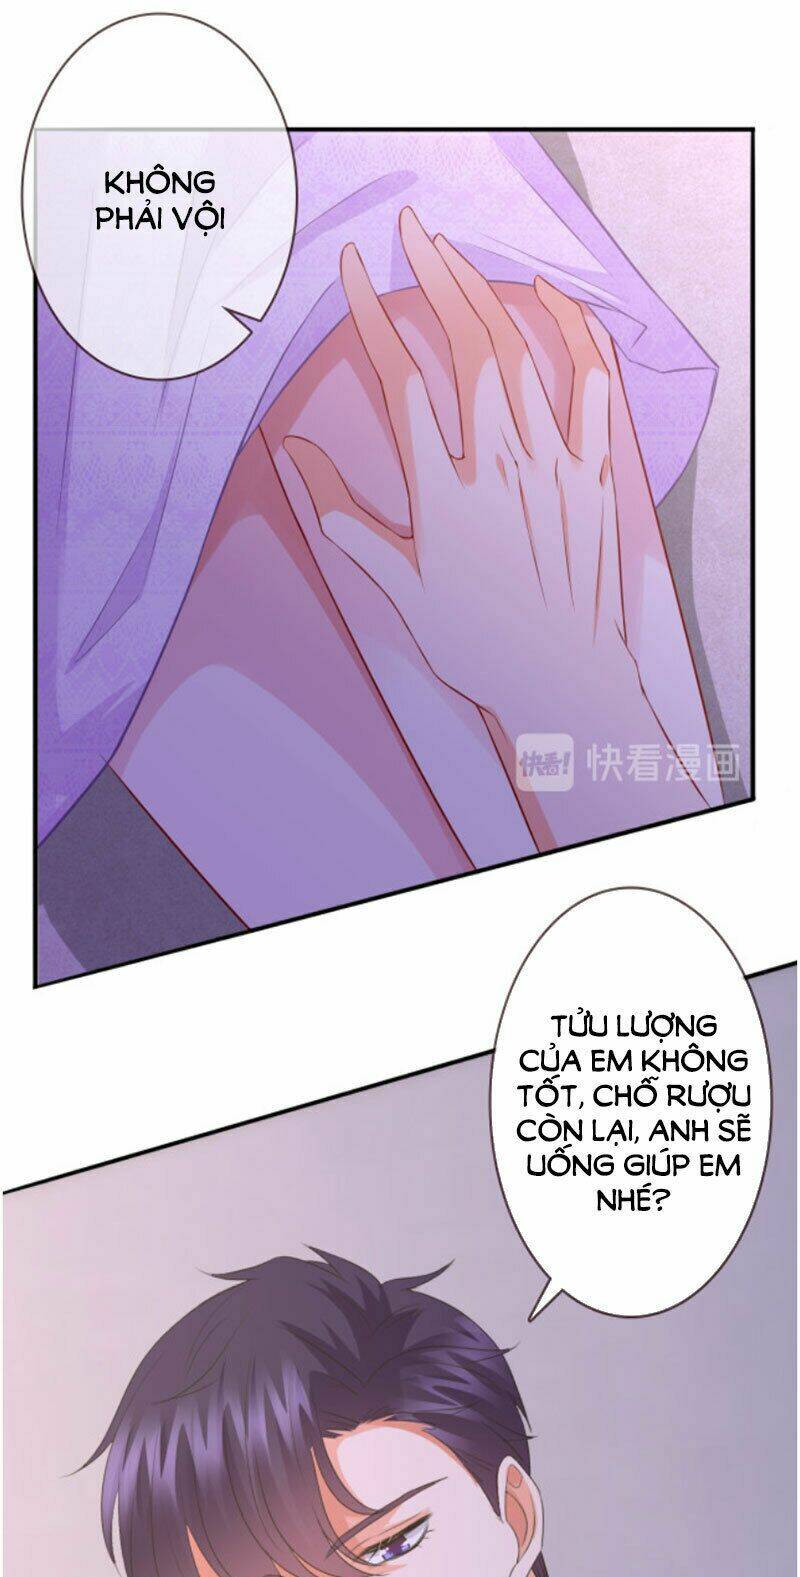 KHÔNG
PHẢI VỘI
快看! 快看漫画
TỬU LƯỢNG
CỦA EM KHÔNG
TỐT, CHỖ RƯỢU
CÒN LẠI, ANH SẼ
UỐNG GIÚP EM
NHÉ?